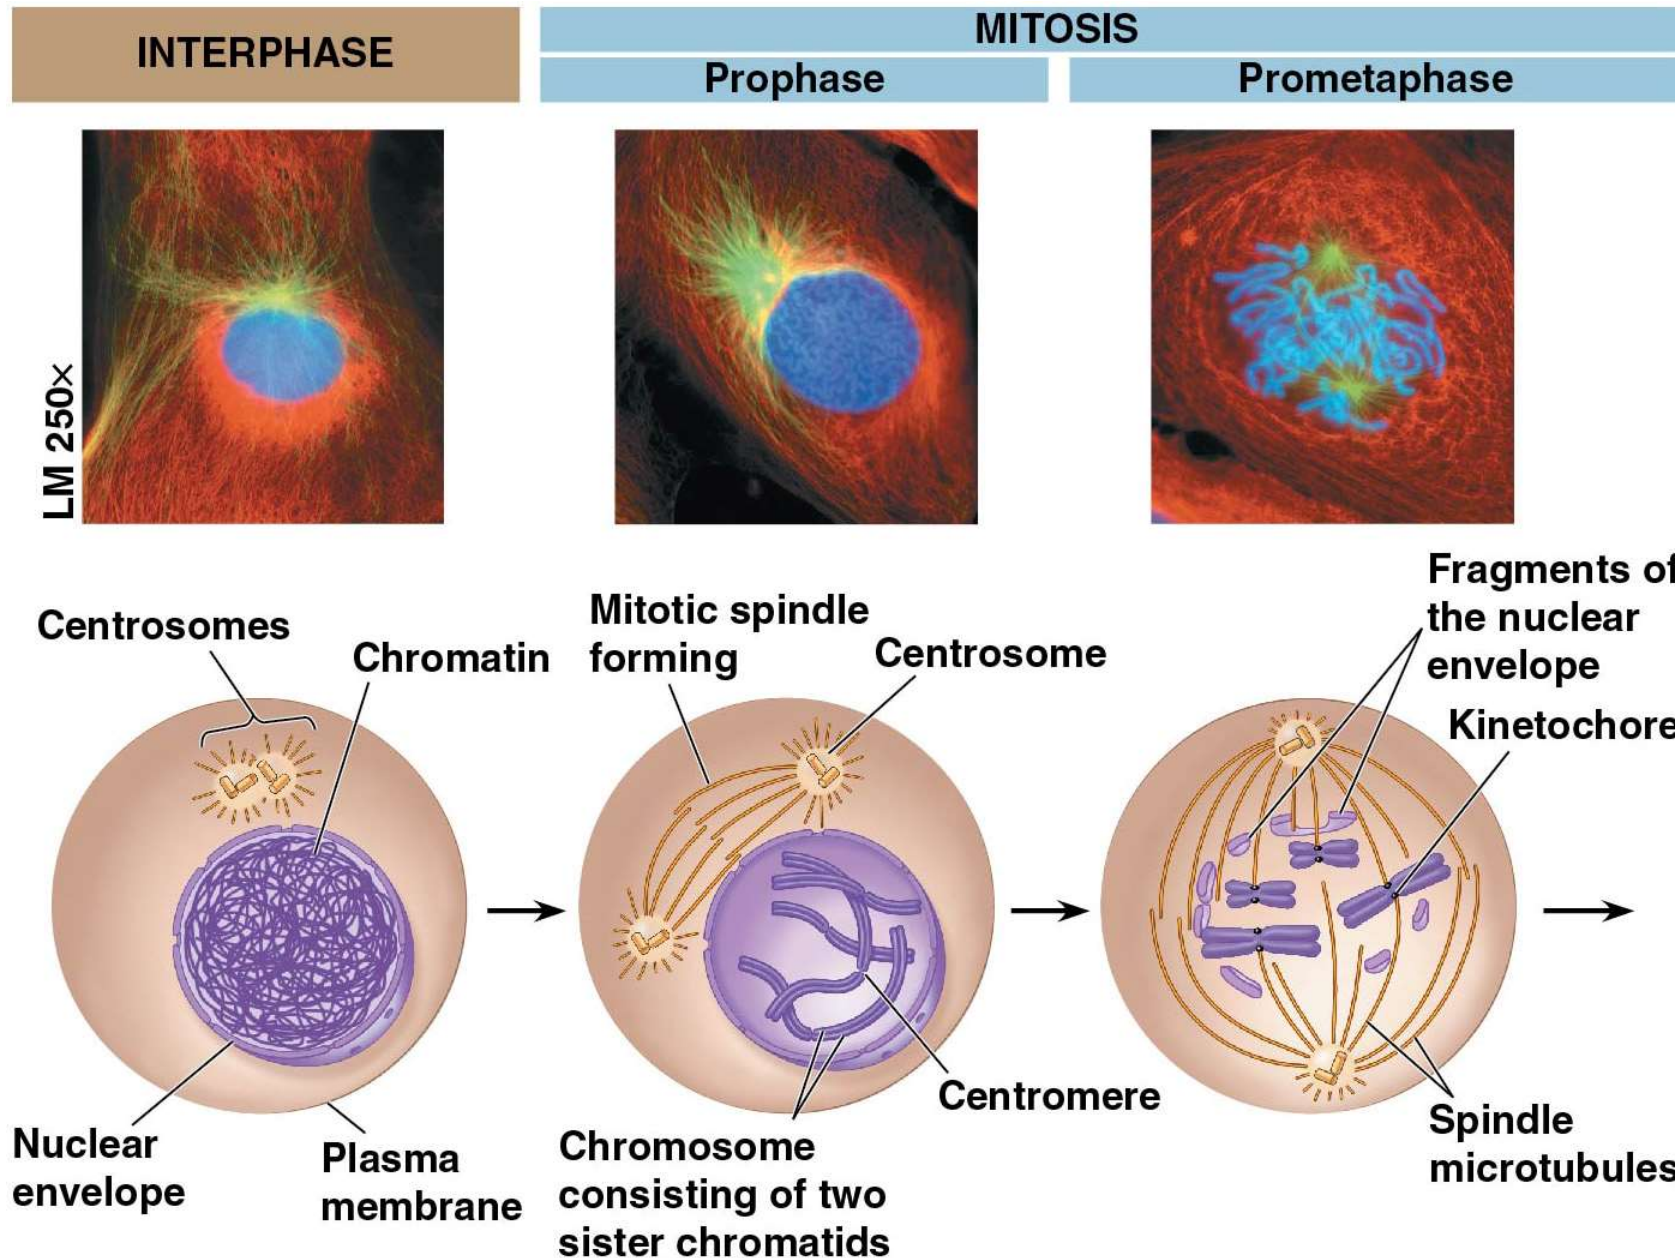 INTERPHASE
MITOSIS
Prophase
Prometaphase
LM 250×
Centrosomes
Chromatin
Mitotic spindle
forming
Centrosome
Fragments of
the nuclear
envelope
Kinetochore
Nuclear
envelope
Plasma
membrane
Chromosome
consisting of two
sister chromatids
Centromere
Spindle
microtubules